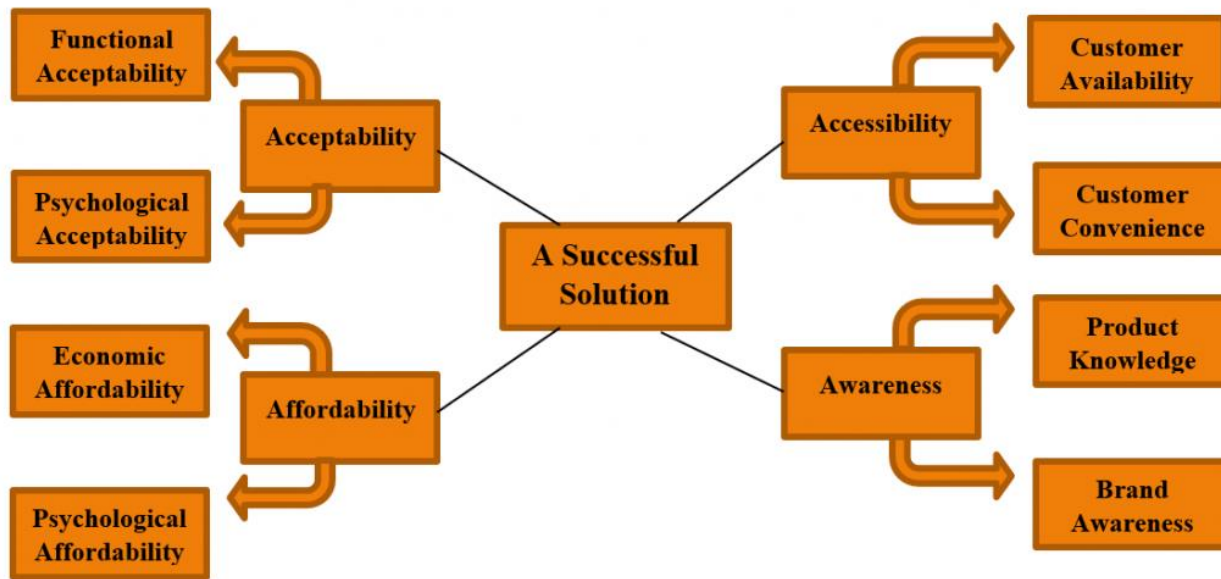 Functional
Acceptability
Acceptability
Psychological
Acceptability
Customer
Availability
Accessibility
Customer
Convenience
A Successful
Solution
Economic
Affordability
Affordability
Psychological
Affordability
Product
Knowledge
Awareness
Brand
Awareness